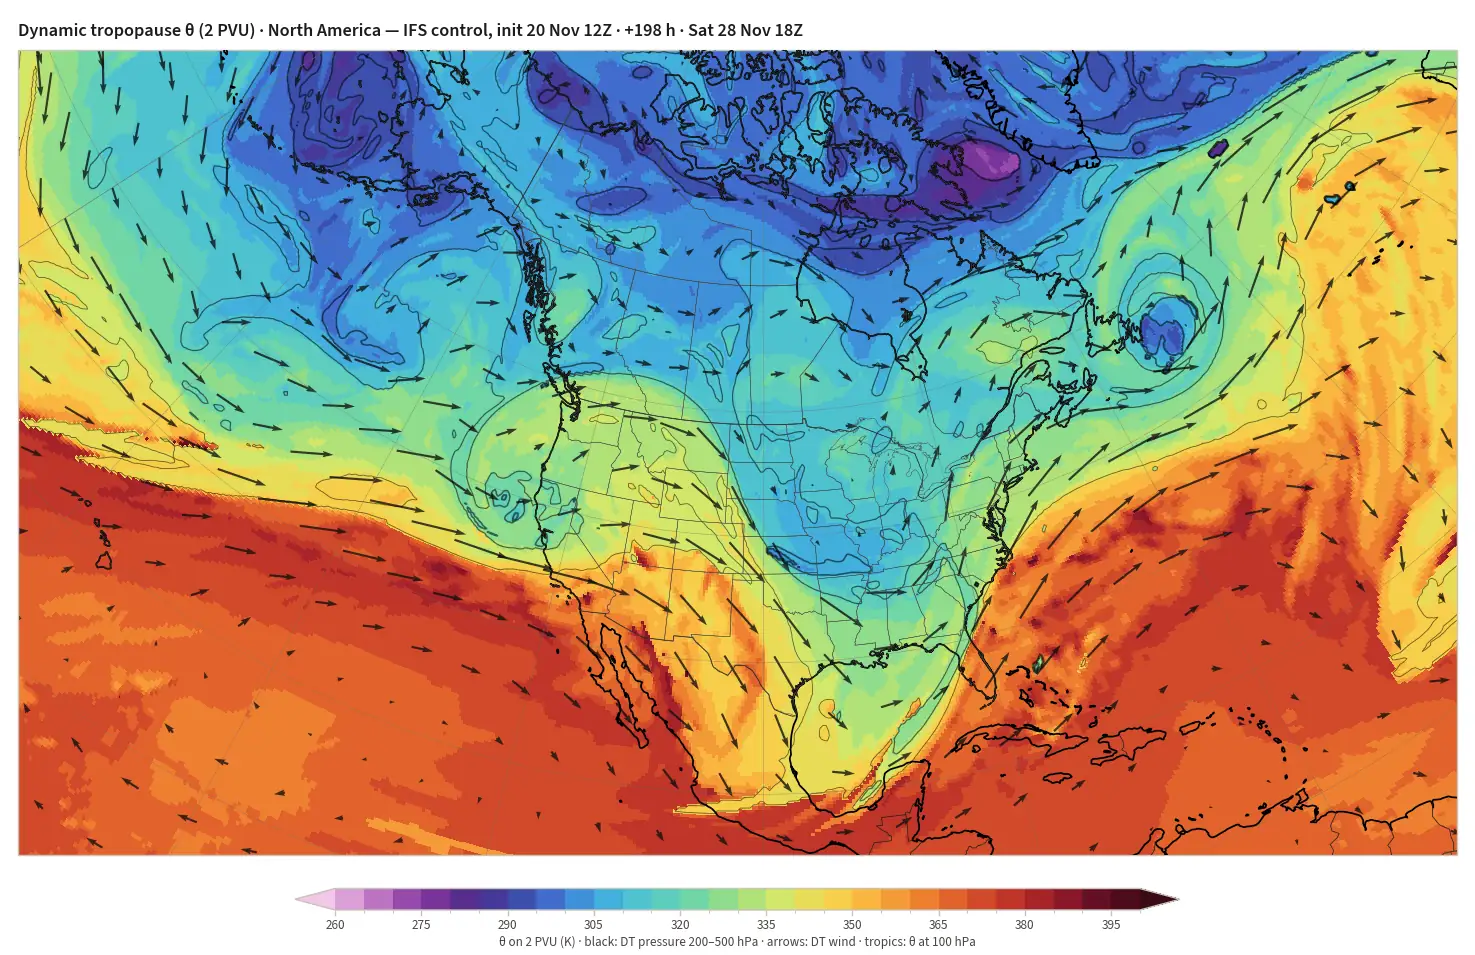 Dynamic tropopause θ (2 PVU) · North America — IFS control, init 20 Nov 12Z · +198 h · Sat 28 Nov 18Z
260 275 290 305 320 335 350 365 380 395
θ on 2 PVU (K) · black: DT pressure 200–500 hPa · arrows: DT wind · tropics: θ at 100 hPa